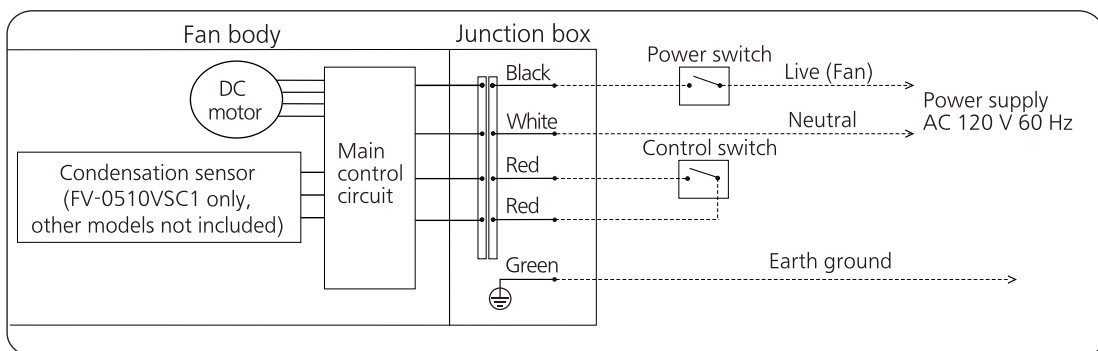 Fan body
Junction box
DC
motor
Condensation sensor
(FV-0510VSC1 only,
other models not included)
Main
control
circuit
Black
White
Red
Red
Green
Power switch
Live (Fan)
Neutral
Power supply
AC 120 V 60 Hz
Control switch
Earth ground